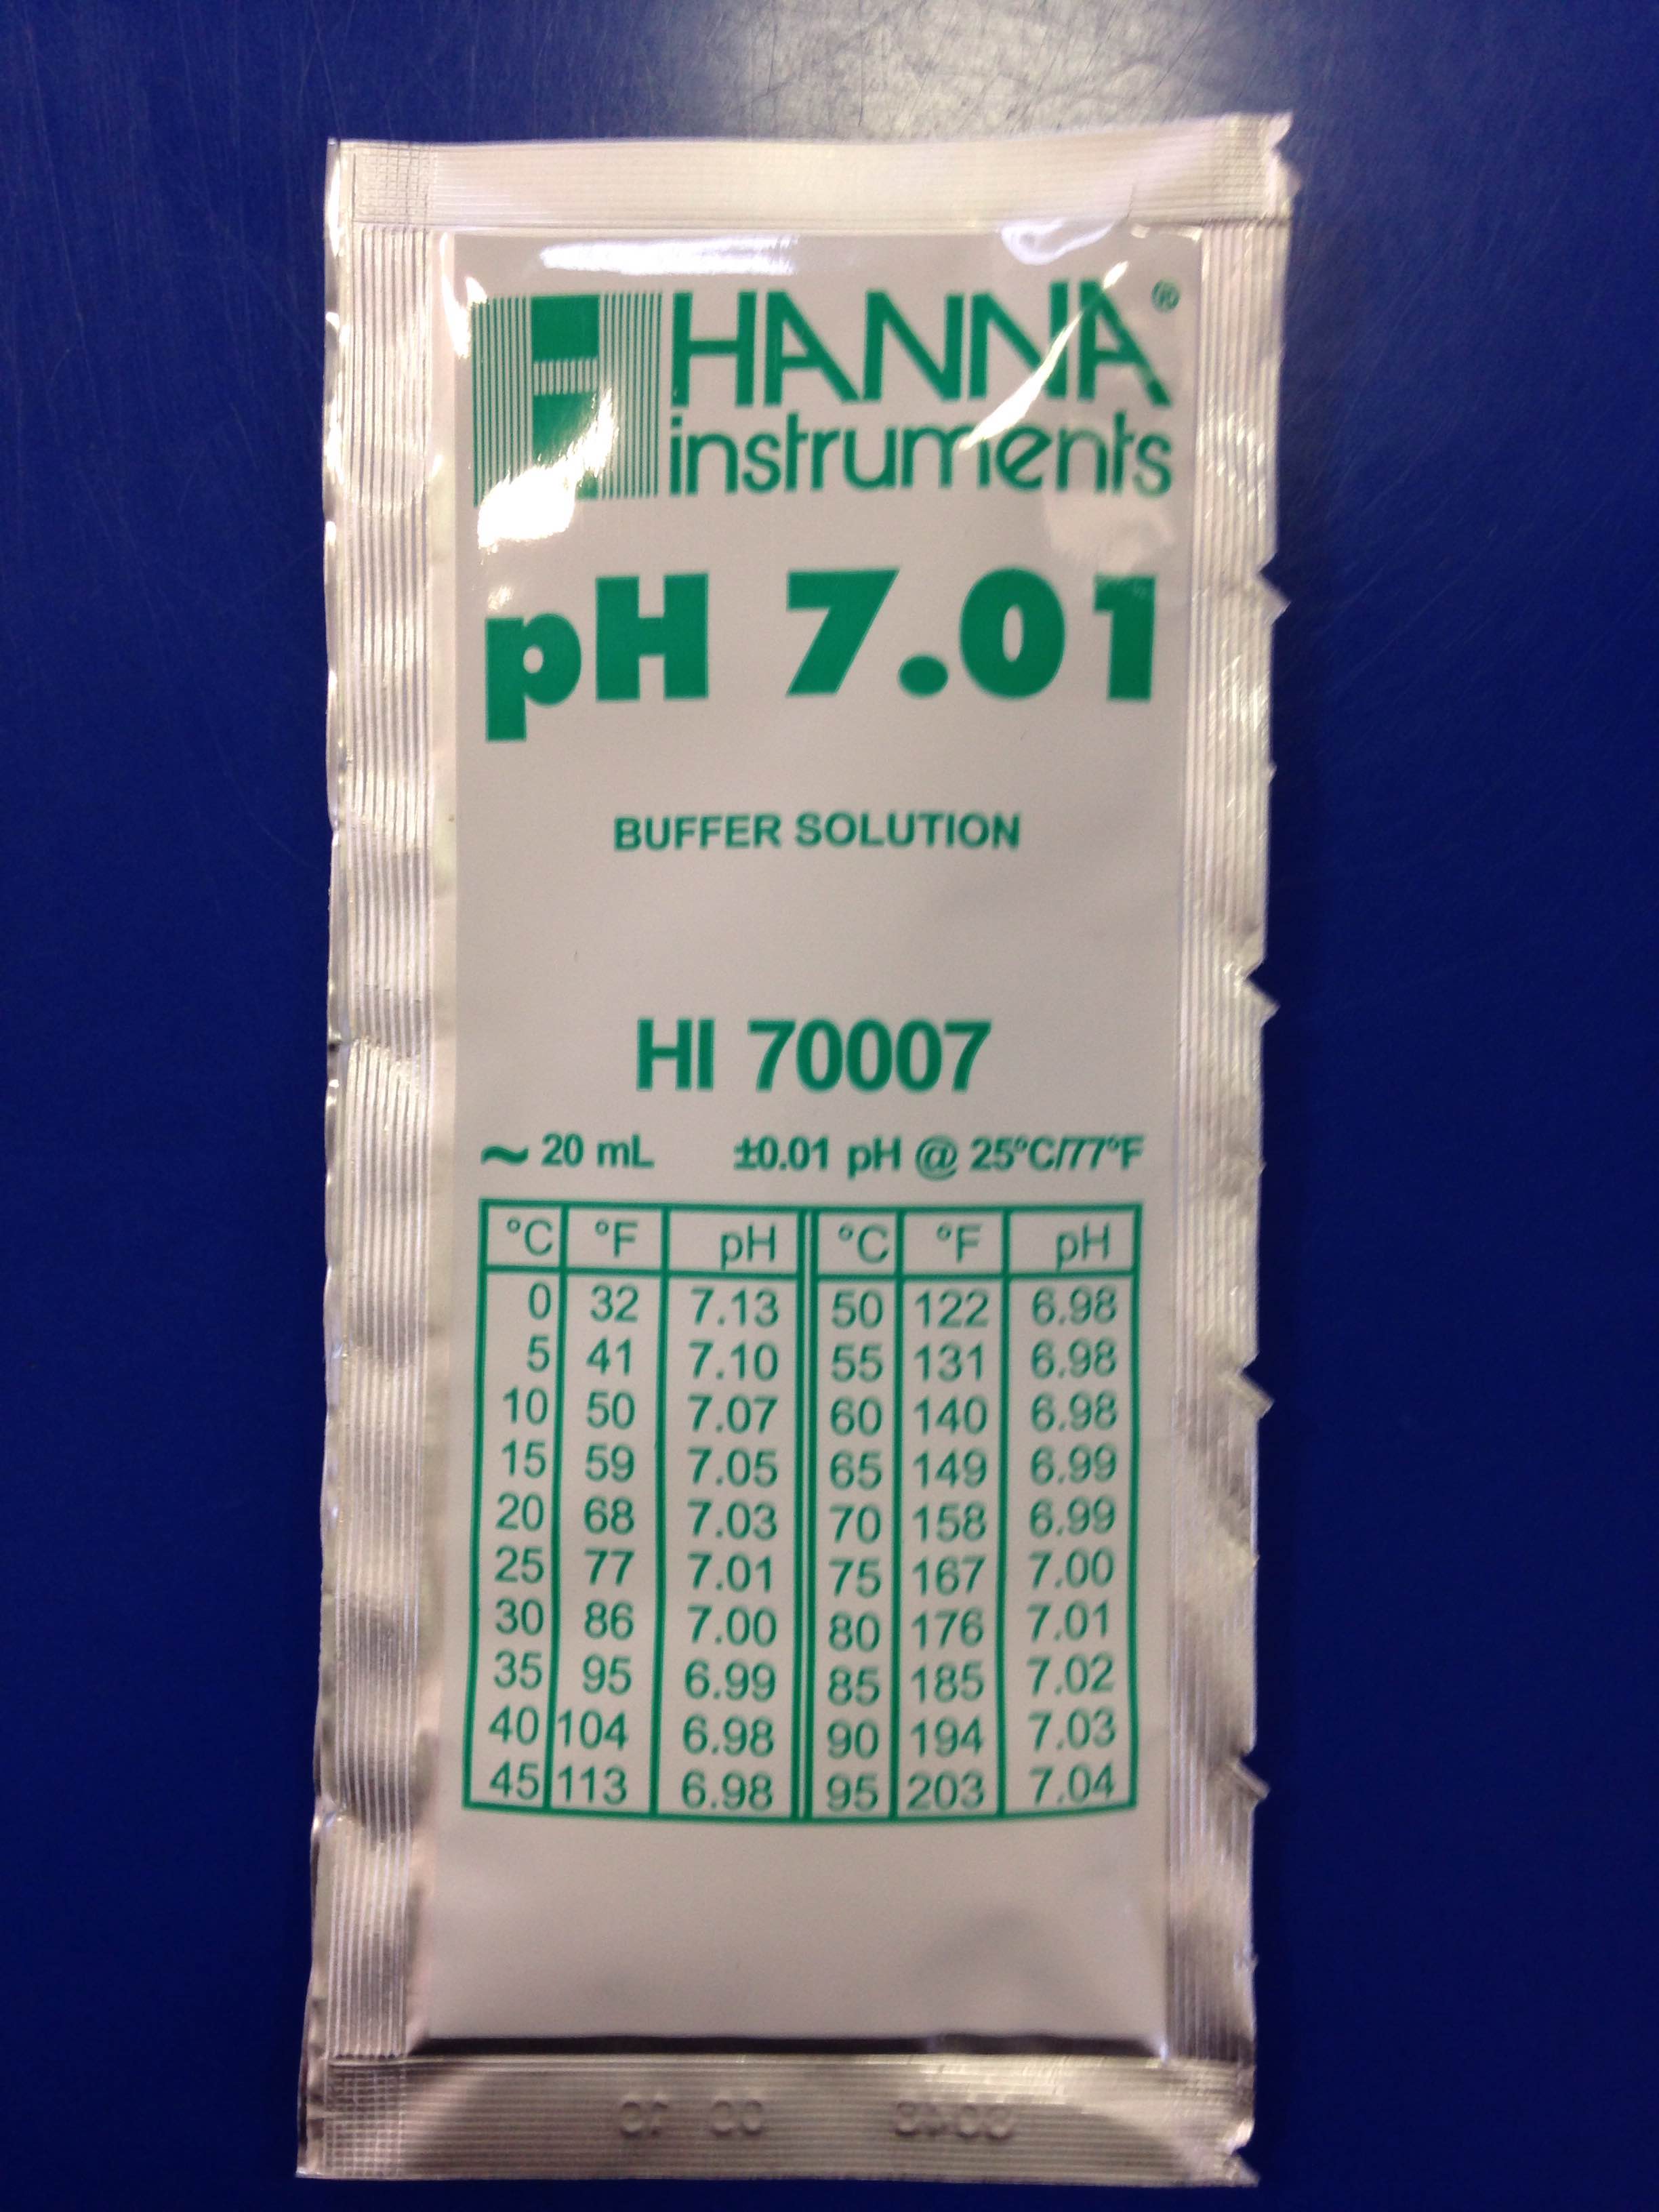 HANNA®
instruments
pH 7.01
BUFFER SOLUTION
HI 70007
~ 20 mL ±0.01 pH @ 25°C/77°F
°C °F pH °C °F pH
0 32 7.13 50 122 6.98
5 41 7.10 55 131 6.98
10 50 7.07 60 140 6.98
15 59 7.05 65 149 6.99
20 68 7.03 70 158 6.99
25 77 7.01 75 167 7.00
30 86 7.00 80 176 7.01
35 95 6.99 85 185 7.02
40 104 6.98 90 194 7.03
45 113 6.98 95 203 7.04